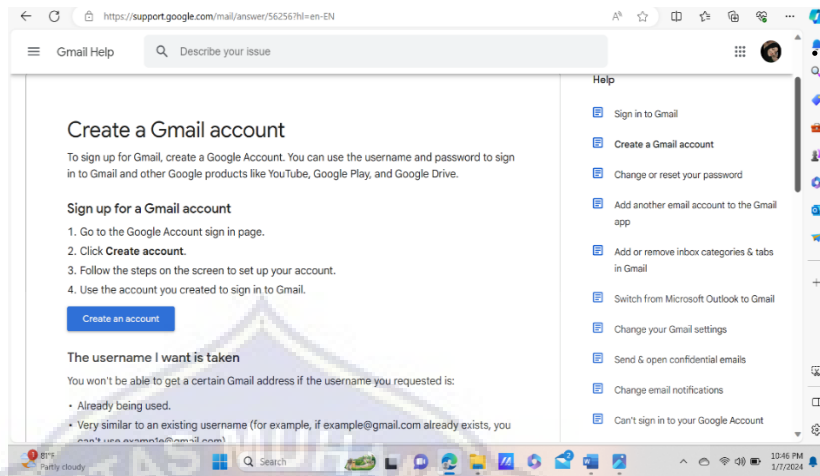 https://support.google.com/mail/answer/56256?hl=en-EN
Gmail Help
Describe your issue
Create a Gmail account
To sign up for Gmail, create a Google Account. You can use the username and password to sign
in to Gmail and other Google products like YouTube, Google Play, and Google Drive.
Sign up for a Gmail account
1. Go to the Google Account sign in page.
2. Click Create account.
3. Follow the steps on the screen to set up your account.
4. Use the account you created to sign in to Gmail.
Create an account
The username I want is taken
You won't be able to get a certain Gmail address if the username you requested is:
• Already being used.
• Very similar to an existing username (for example, if example@gmail.com already exists, you
can't use examp1e@gmail.com)
Help
Sign in to Gmail
Create a Gmail account
Change or reset your password
Add another email account to the Gmail
app
Add or remove inbox categories & tabs
in Gmail
Switch from Microsoft Outlook to Gmail
Change your Gmail settings
Send & open confidential emails
Change email notifications
Can't sign in to your Google Account
81°F
Partly cloudy
Search
10:46 PM
1/7/2024